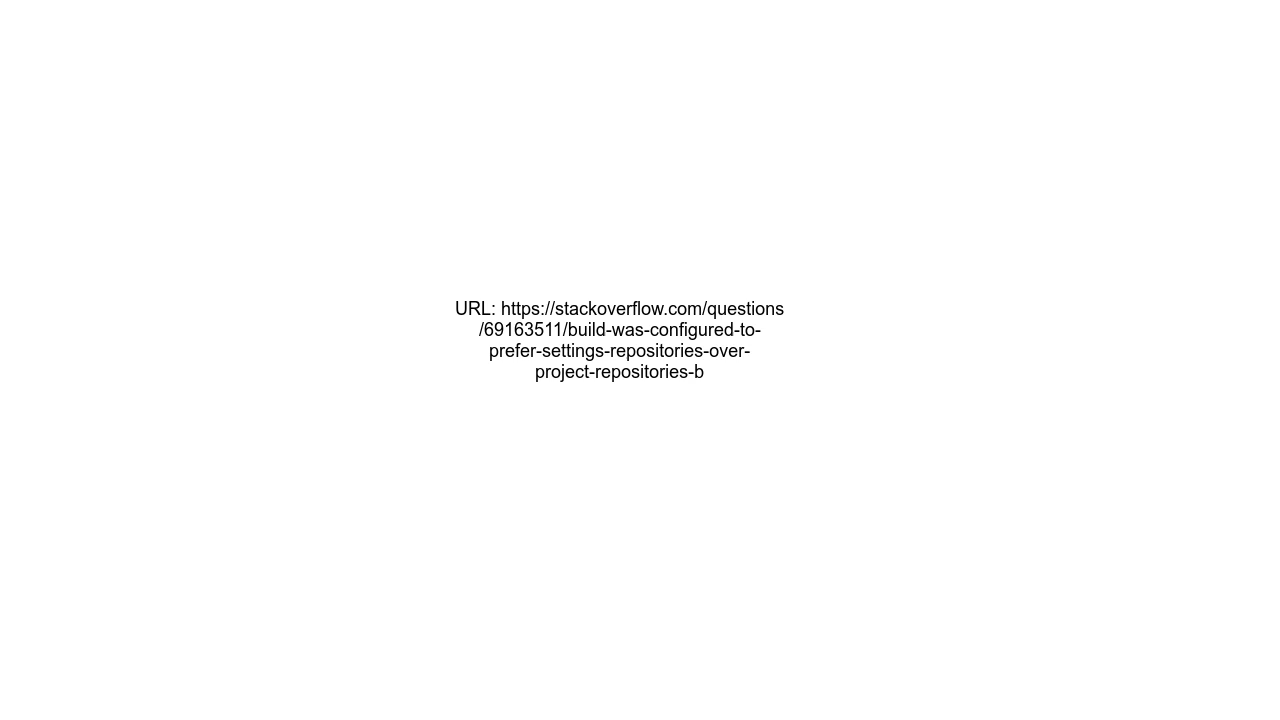 URL: https://stackoverflow.com/questions
/69163511/build-was-configured-to-
prefer-settings-repositories-over-
project-repositories-b